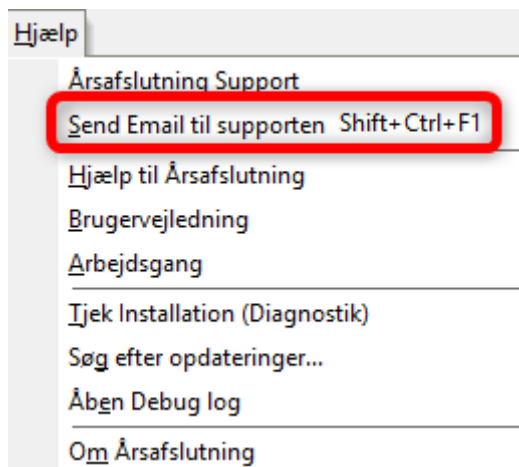 Hjælp
Årsafslutning Support
Send Email til supporten Shift+Ctrl+F1
Hjælp til Årsafslutning
Brugervejledning
Arbejdsgang
Tjek Installation (Diagnostik)
Søg efter opdateringer...
Åben Debug log
Om Årsafslutning